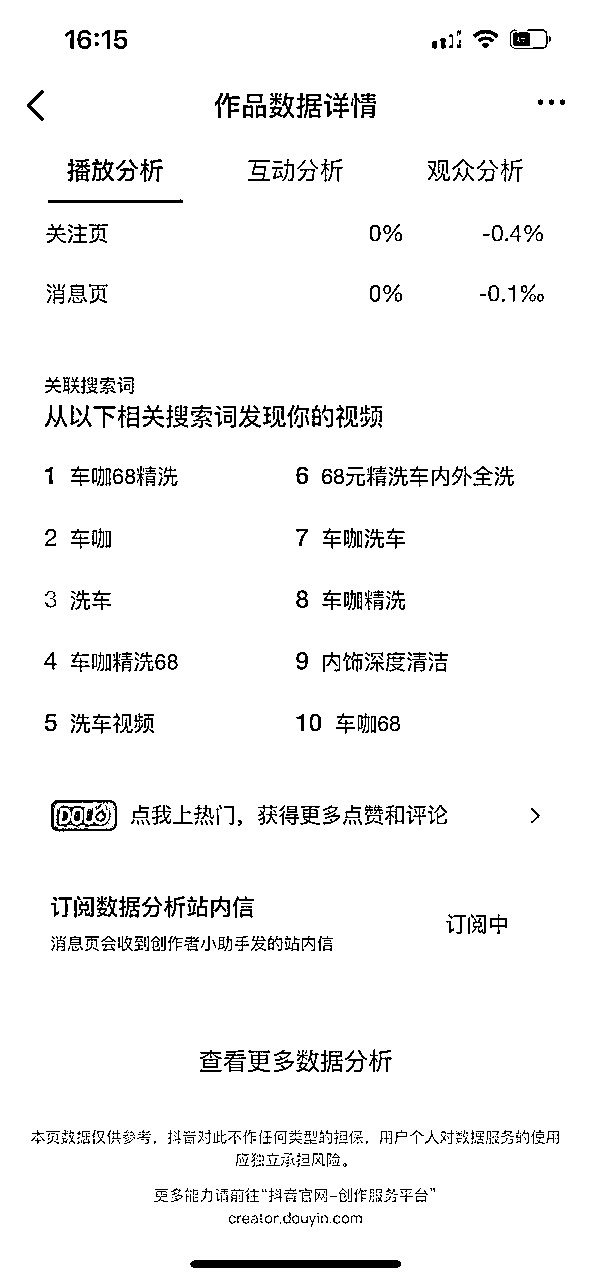 16:15
作品数据详情
播放分析 互动分析 观众分析
关注页 0% -0.4%
消息页 0% -0.1‰
关联搜索词
从以下相关搜索词发现你的视频
1 车咖68精洗 6 68元精洗车内外全洗
2 车咖 7 车咖洗车
3 洗车 8 车咖精洗
4 车咖精洗68 9 内饰深度清洁
5 洗车视频 10 车咖68
DOU 点我上热门，获得更多点赞和评论
订阅数据分析站内信
订阅中
消息页会收到创作者小助手发的站内信
查看更多数据分析
本页数据仅供参考，抖音对此不作任何类型的担保，用户个人对数据服务的使用
应独立承担风险。
更多能力请前往“抖音官网-创作服务平台”
creator.douyin.com